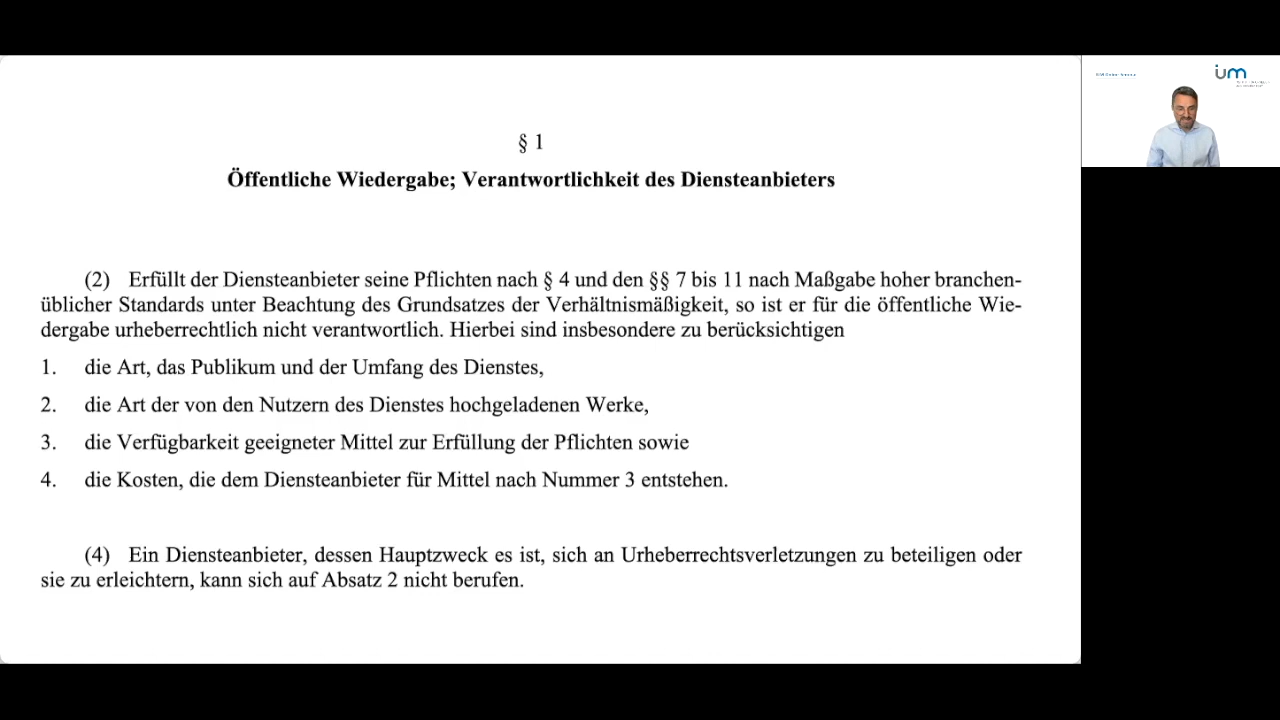 § 1
Öffentliche Wiedergabe; Verantwortlichkeit des Diensteanbieters
(2) Erfüllt der Diensteanbieter seine Pflichten nach § 4 und den §§ 7 bis 11 nach Maßgabe hoher branchen-
üblicher Standards unter Beachtung des Grundsatzes der Verhältnismäßigkeit, so ist er für die öffentliche Wie-
dergabe urheberrechtlich nicht verantwortlich. Hierbei sind insbesondere zu berücksichtigen
1. die Art, das Publikum und der Umfang des Dienstes,
2. die Art der von den Nutzern des Dienstes hochgeladenen Werke,
3. die Verfügbarkeit geeigneter Mittel zur Erfüllung der Pflichten sowie
4. die Kosten, die dem Diensteanbieter für Mittel nach Nummer 3 entstehen.
(4) Ein Diensteanbieter, dessen Hauptzweck es ist, sich an Urheberrechtsverletzungen zu beteiligen oder
sie zu erleichtern, kann sich auf Absatz 2 nicht berufen.
ium